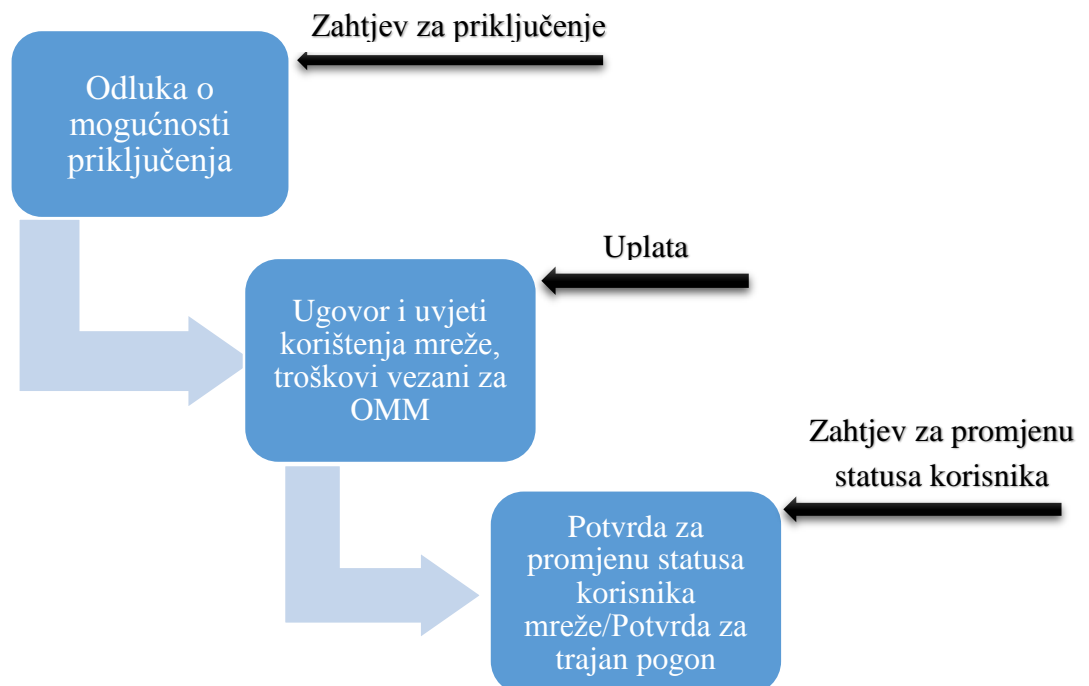 Zahtjev za priključenje
Odluka o
mogućnosti
priključenja
Uplata
Ugovor i uvjeti
korištenja mreže,
troškovi vezani za
OMM
Zahtjev za promjenu
statusa korisnika
Potvrda za
promjenu statusa
korisnika
mreže/Potvrda za
trajan pogon